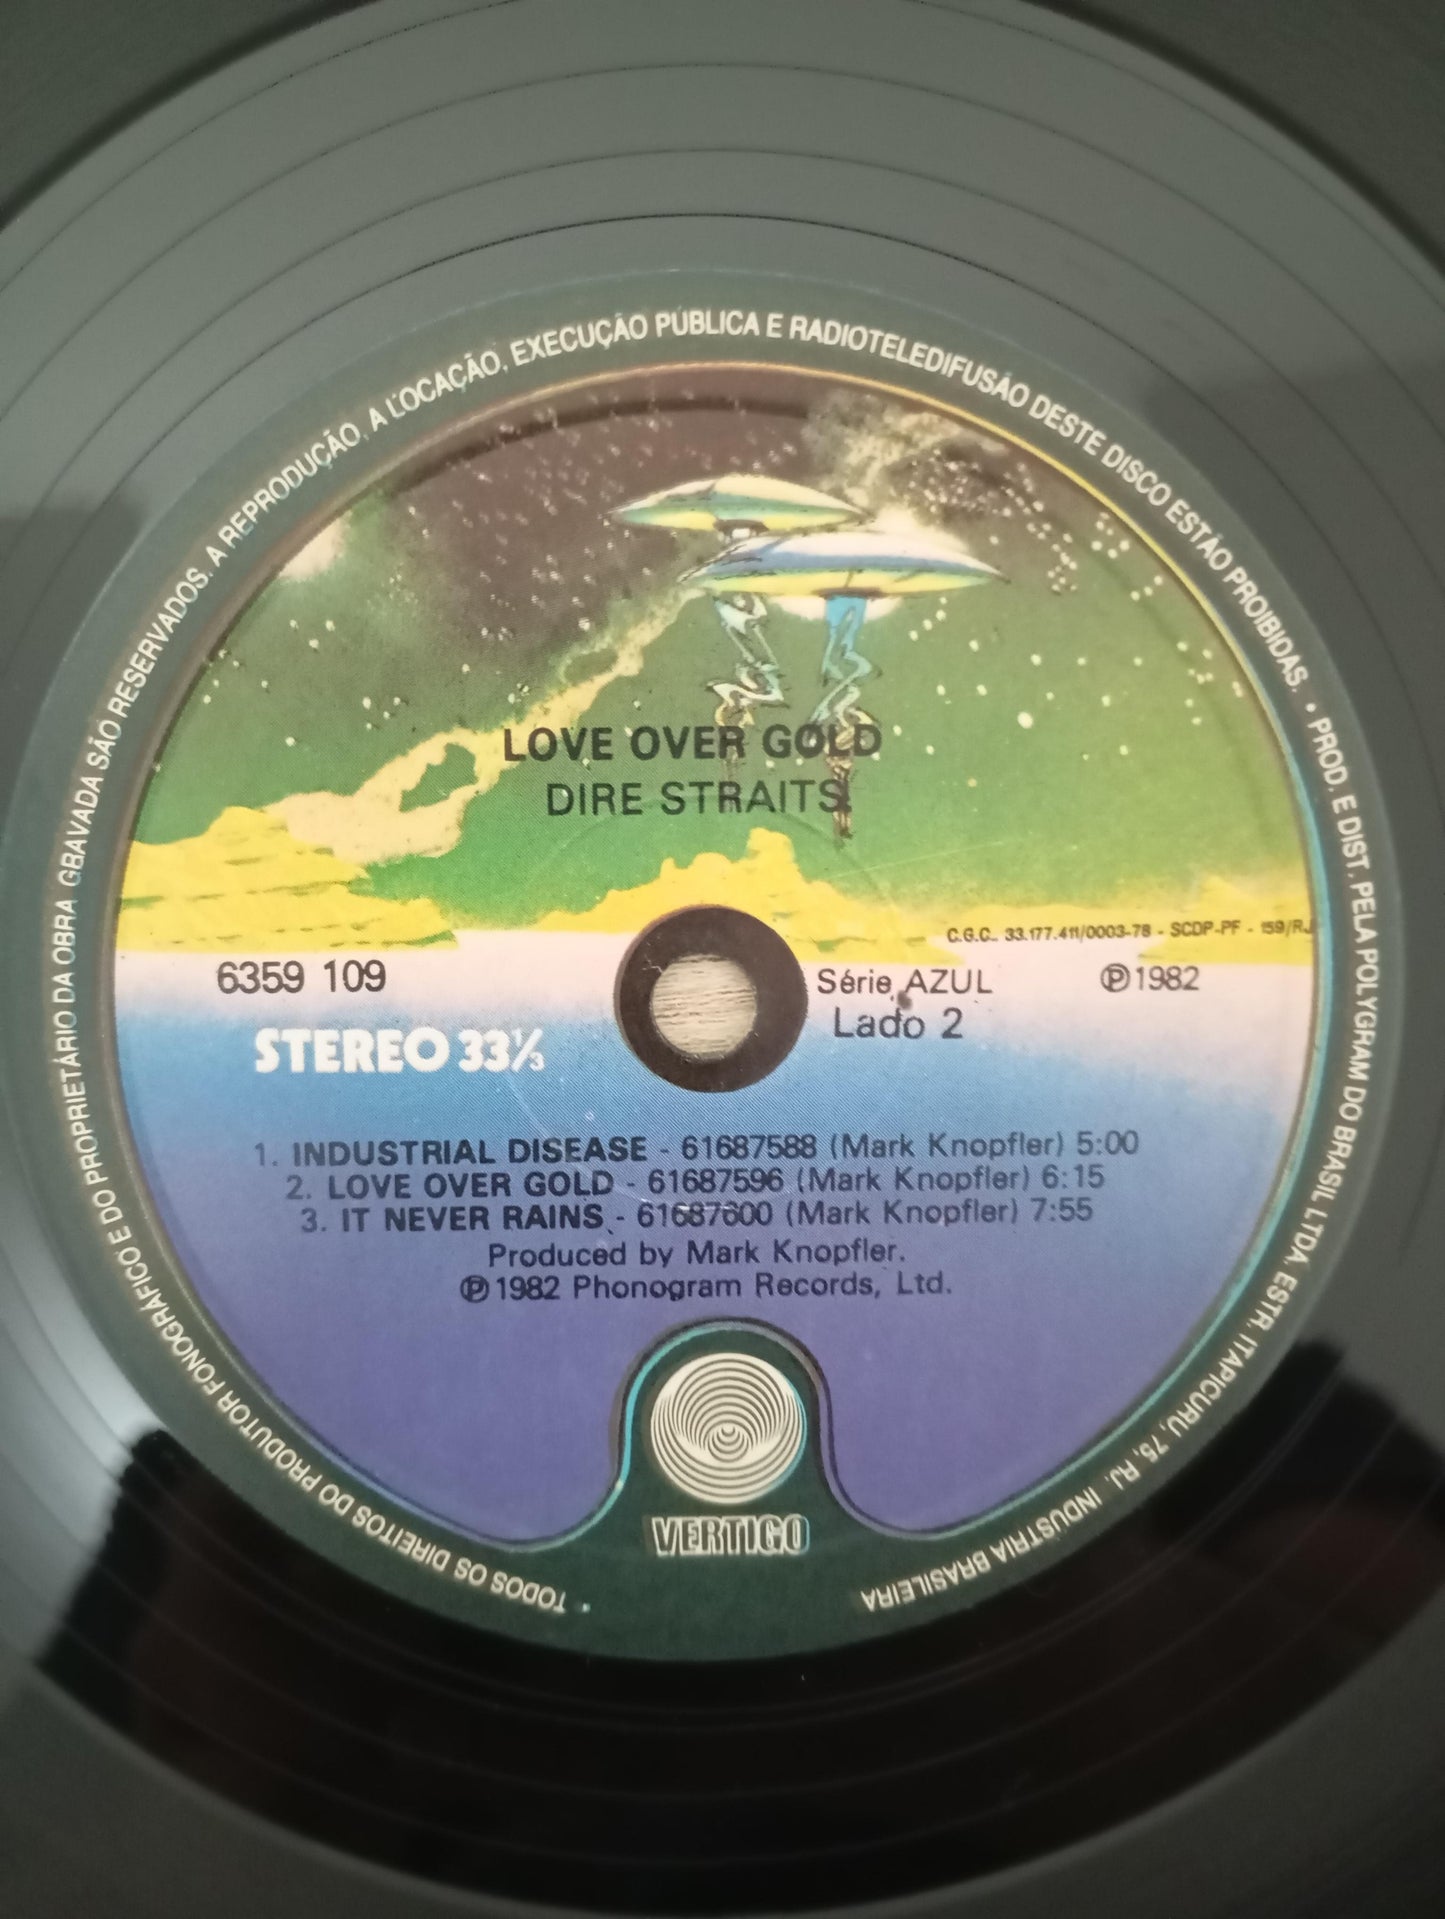 TODOS OS DIREITOS DO PRODUTOR FONOGRÁFICO E DO PROPRIETÁRIO DA OBRA GRAVADA SÃO RESERVADOS. A REPRODUÇÃO, A LOCAÇÃO, EXECUÇÃO PÚBLICA E RADIOTELEDIFUSÃO DESTE DISCO ESTÃO PROIBIDAS. • PROD. E DIST. PELA POLYGRAM DO BRASIL LTDA. ESTR. ITAPICURU, 75, RJ. INDÚSTRIA BRASILEIRA •
LOVE OVER GOLD
DIRE STRAITS
C.G.C. 33.177.411/0003-78 - SCDP-PF - 159/RJ
6359 109
Série AZUL
℗ 1982
Lado 2
STEREO 33⅓
1. INDUSTRIAL DISEASE - 61687588 (Mark Knopfler) 5:00
2. LOVE OVER GOLD - 61687596 (Mark Knopfler) 6:15
3. IT NEVER RAINS - 61687600 (Mark Knopfler) 7:55
Produced by Mark Knopfler.
℗ 1982 Phonogram Records, Ltd.
VERTIGO